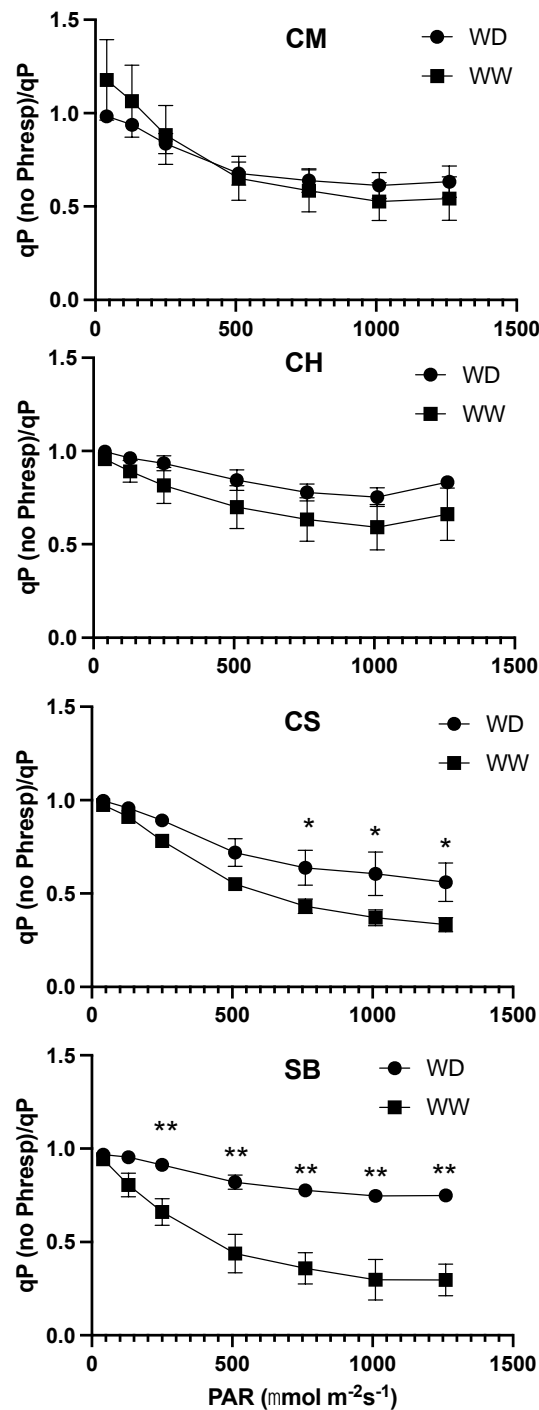 CM
WD
WW
1.5
1.0
0.5
0.0
qP (no Phresp)/qP
0 500 1000 1500
CH
WD
WW
1.5
1.0
0.5
0.0
qP (no Phresp)/qP
0 500 1000 1500
CS
WD
WW
1.5
1.0
0.5
0.0
qP (no Phresp)/qP
* * *
0 500 1000 1500
SB
WD
WW
1.5
1.0
0.5
0.0
qP (no Phresp)/qP
** ** ** ** **
0 500 1000 1500
PAR (mmol m-2s-1)